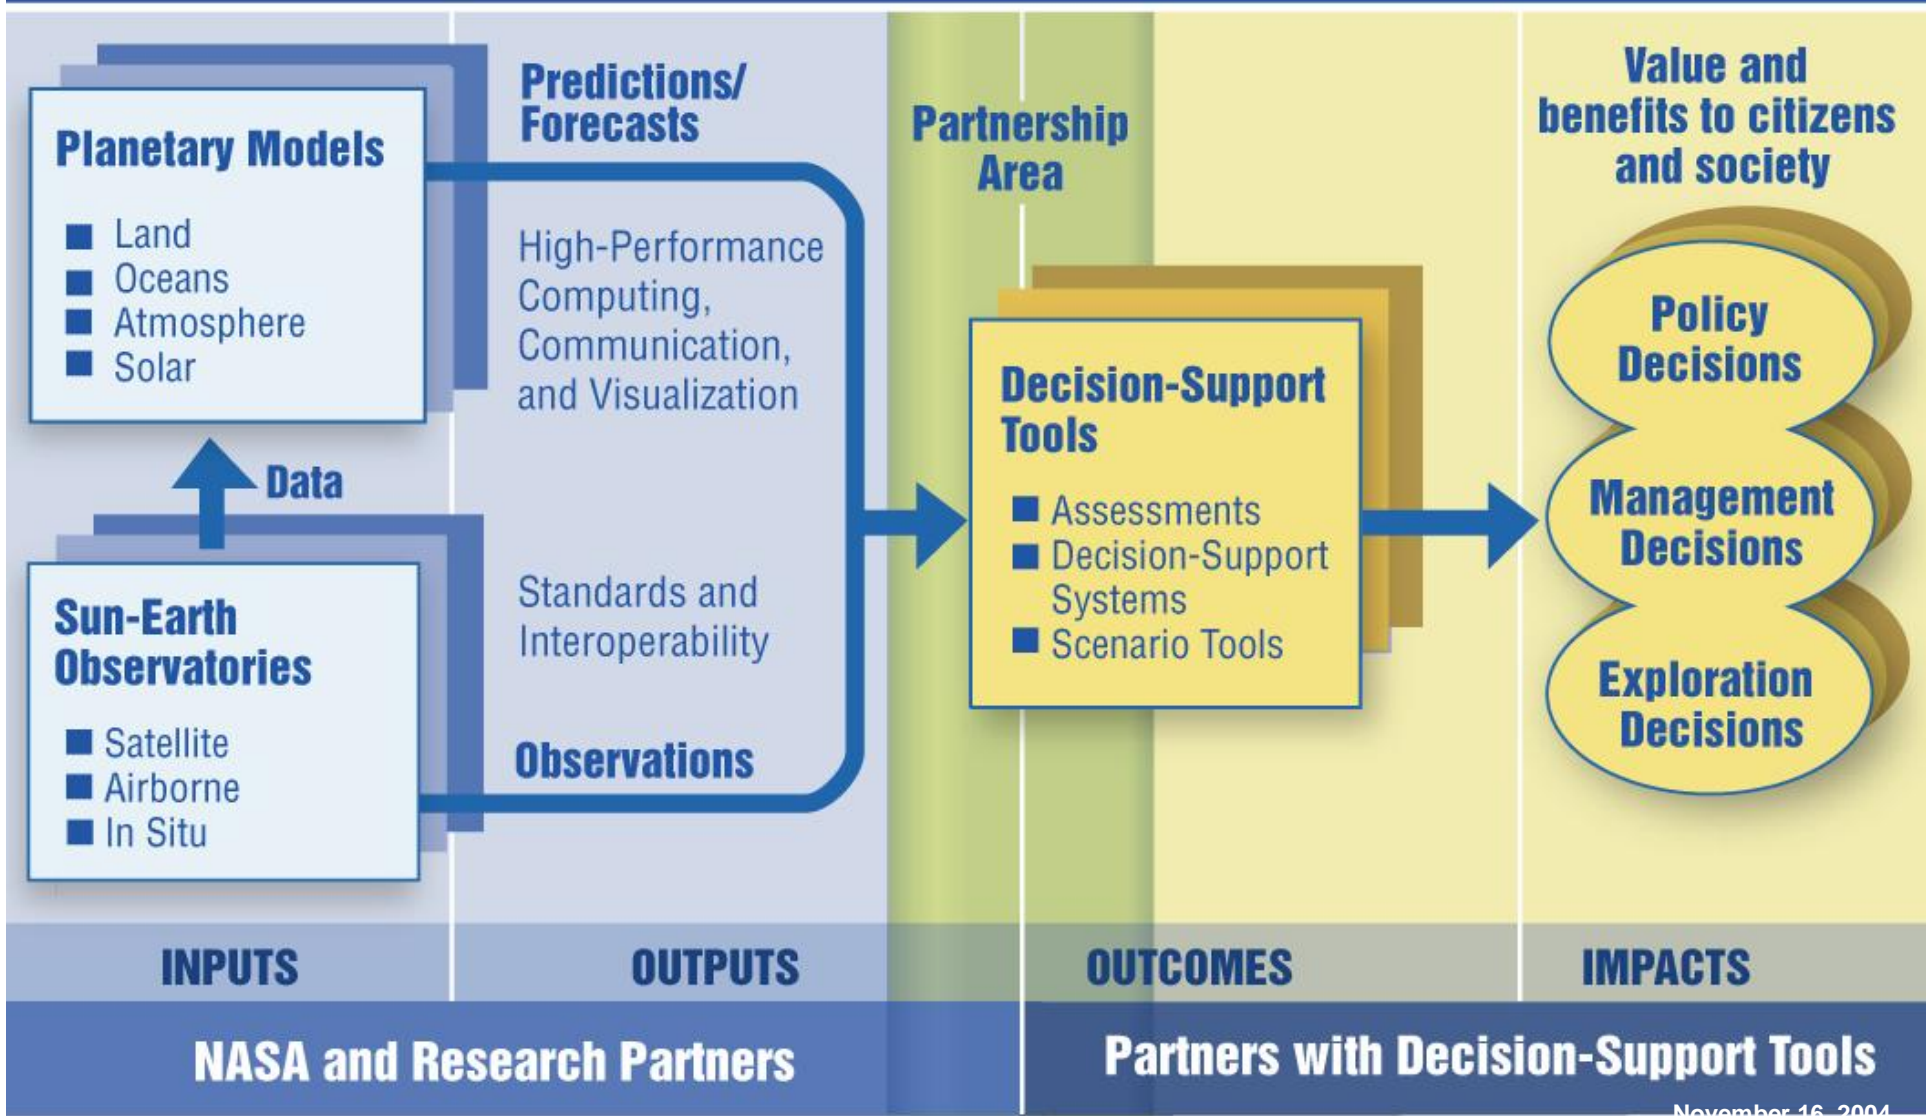 Planetary Models
Land
Oceans
Atmosphere
Solar
Data
Sun-Earth
Observatories
Satellite
Airborne
In Situ
Predictions/
Forecasts
High-Performance
Computing,
Communication,
and Visualization
Standards and
Interoperability
Observations
Partnership
Area
Decision-Support
Tools
Assessments
Decision-Support
Systems
Scenario Tools
Value and
benefits to citizens
and society
Policy
Decisions
Management
Decisions
Exploration
Decisions
INPUTS
OUTPUTS
OUTCOMES
IMPACTS
NASA and Research Partners
Partners with Decision-Support Tools
November 16, 2004